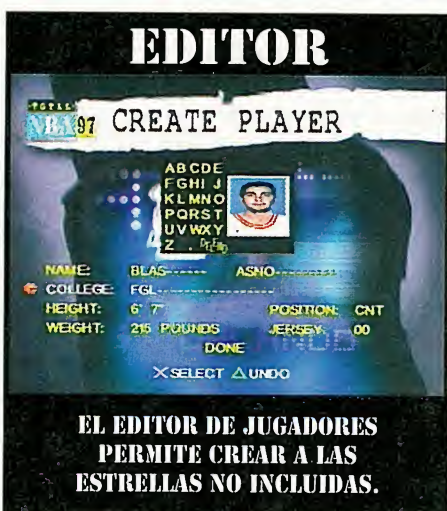 EDITOR
TOTAL
NBA 97 CREATE PLAYER
ABCDE
FGHIJ
KLMNO
PQRST
UVWXY
Z .
NAME: BLAS------ ASNO----------
COLLEGE: FGL--------------------
HEIGHT: 6' 7" POSITION: CNT
WEIGHT: 215 POUNDS JERSEY: 00
DONE
X SELECT △ UNDO
EL EDITOR DE JUGADORES
PERMITE CREAR A LAS
ESTRELLAS NO INCLUIDAS.